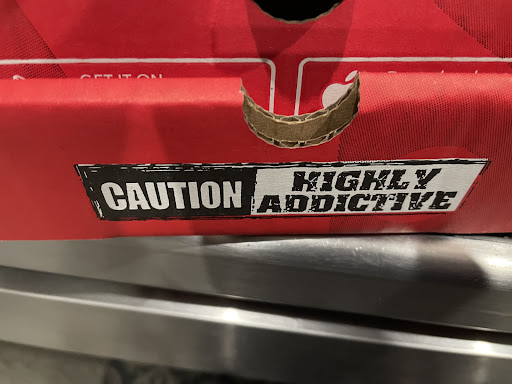 GET IT ON
CAUTION
HIGHLY
ADDICTIVE